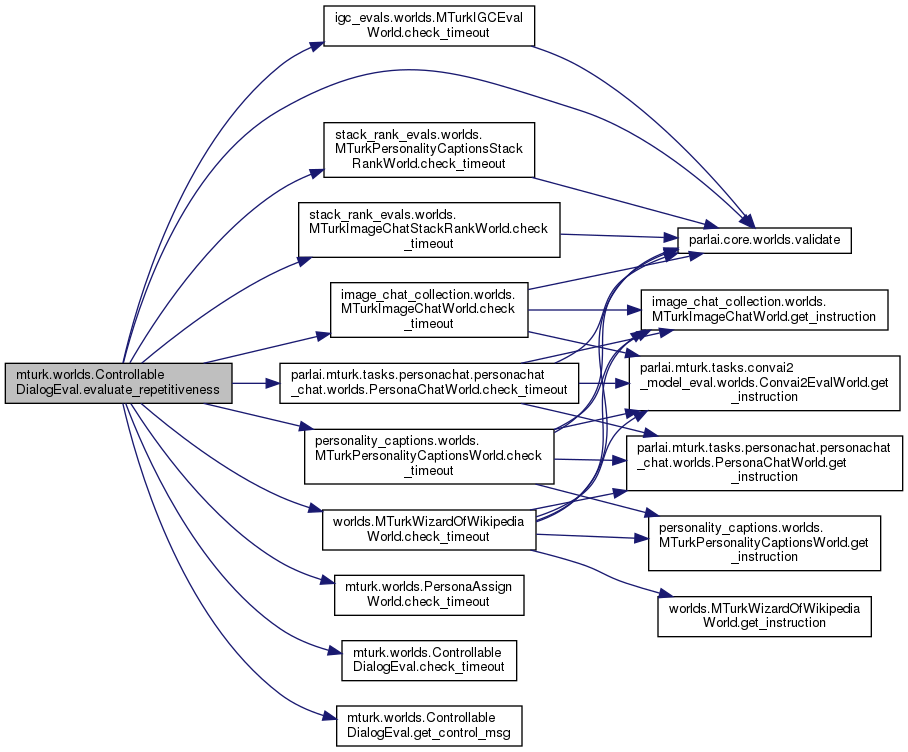 igc_evals.worlds.MTurkIGCEval
World.check_timeout
stack_rank_evals.worlds.
MTurkPersonalityCaptionsStack
RankWorld.check_timeout
stack_rank_evals.worlds.
MTurkImageChatStackRankWorld.check
_timeout
parlai.core.worlds.validate
image_chat_collection.worlds.
MTurkImageChatWorld.check
_timeout
image_chat_collection.worlds.
MTurkImageChatWorld.get_instruction
mturk.worlds.Controllable
DialogEval.evaluate_repetitiveness
parlai.mturk.tasks.personachat.personachat
_chat.worlds.PersonaChatWorld.check_timeout
parlai.mturk.tasks.convai2
_model_eval.worlds.Convai2EvalWorld.get
_instruction
personality_captions.worlds.
MTurkPersonalityCaptionsWorld.check
_timeout
parlai.mturk.tasks.personachat.personachat
_chat.worlds.PersonaChatWorld.get
_instruction
worlds.MTurkWizardOfWikipedia
World.check_timeout
personality_captions.worlds.
MTurkPersonalityCaptionsWorld.get
_instruction
mturk.worlds.PersonaAssign
World.check_timeout
worlds.MTurkWizardOfWikipedia
World.get_instruction
mturk.worlds.Controllable
DialogEval.check_timeout
mturk.worlds.Controllable
DialogEval.get_control_msg